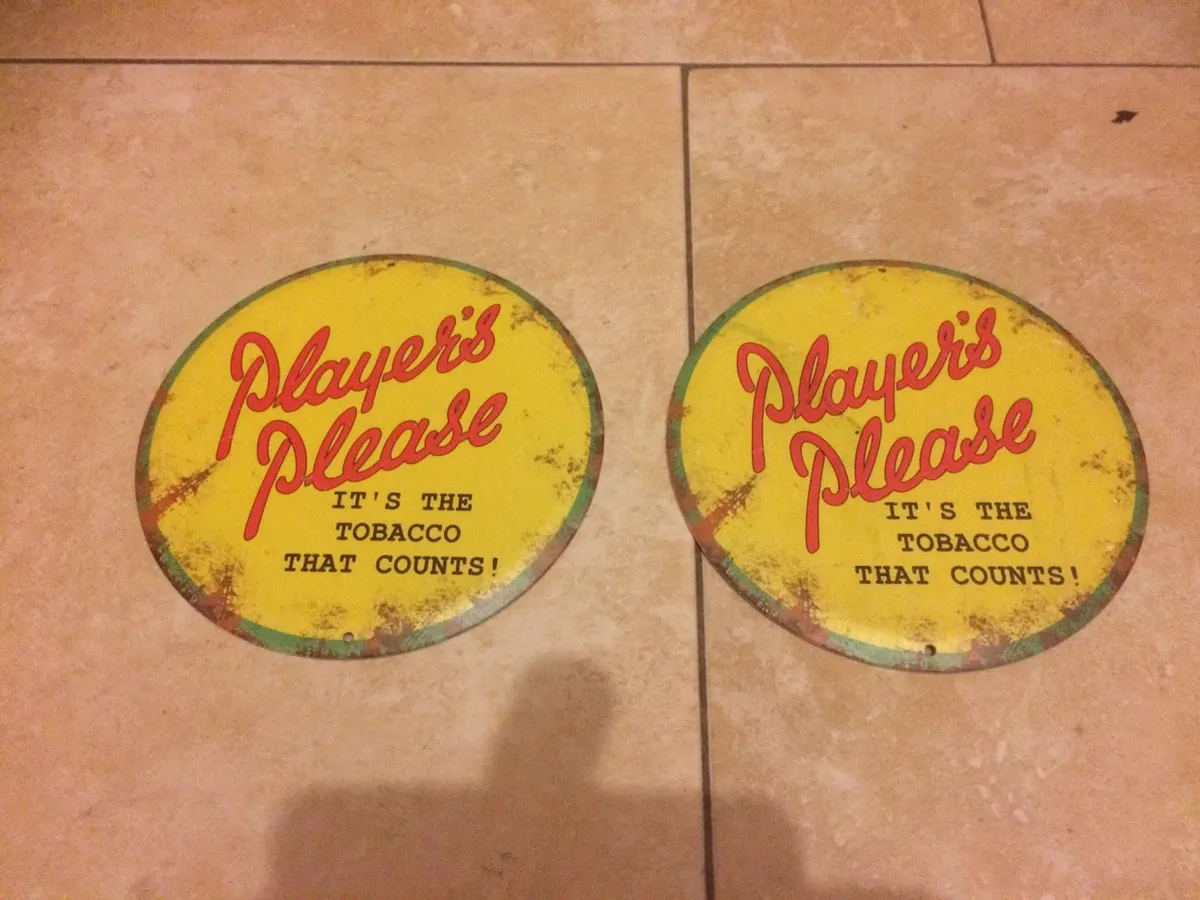 Player's
Please
IT'S THE
TOBACCO
THAT COUNTS!
Player's
Please
IT'S THE
TOBACCO
THAT COUNTS!